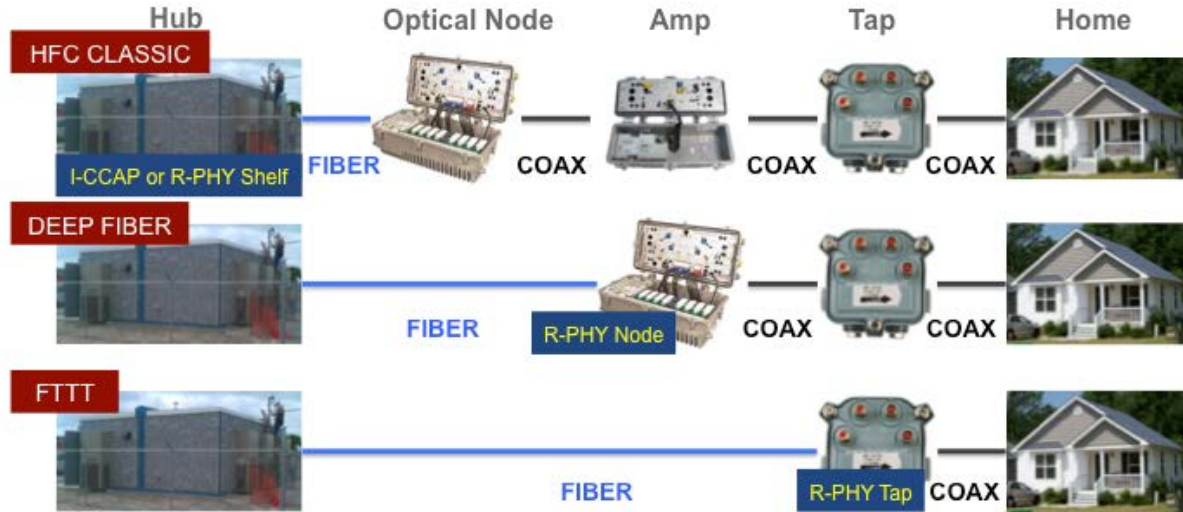 Hub Optical Node Amp Tap Home
HFC CLASSIC
I-CCAP or R-PHY Shelf
FIBER COAX COAX COAX
DEEP FIBER
FIBER R-PHY Node COAX COAX
FTTT
FIBER R-PHY Tap COAX